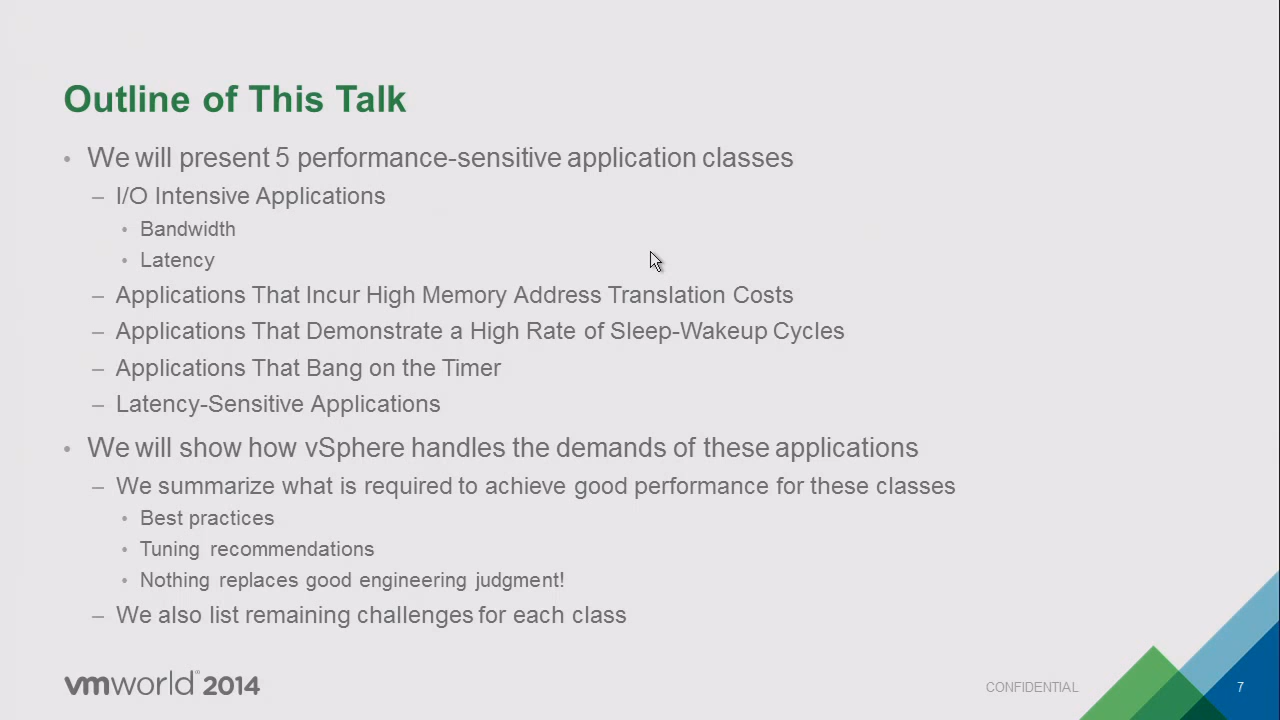 Outline of This Talk
• We will present 5 performance-sensitive application classes
– I/O Intensive Applications
• Bandwidth
• Latency
– Applications That Incur High Memory Address Translation Costs
– Applications That Demonstrate a High Rate of Sleep-Wakeup Cycles
– Applications That Bang on the Timer
– Latency-Sensitive Applications
• We will show how vSphere handles the demands of these applications
– We summarize what is required to achieve good performance for these classes
• Best practices
• Tuning recommendations
• Nothing replaces good engineering judgment!
– We also list remaining challenges for each class
vmworld® 2014
CONFIDENTIAL
7